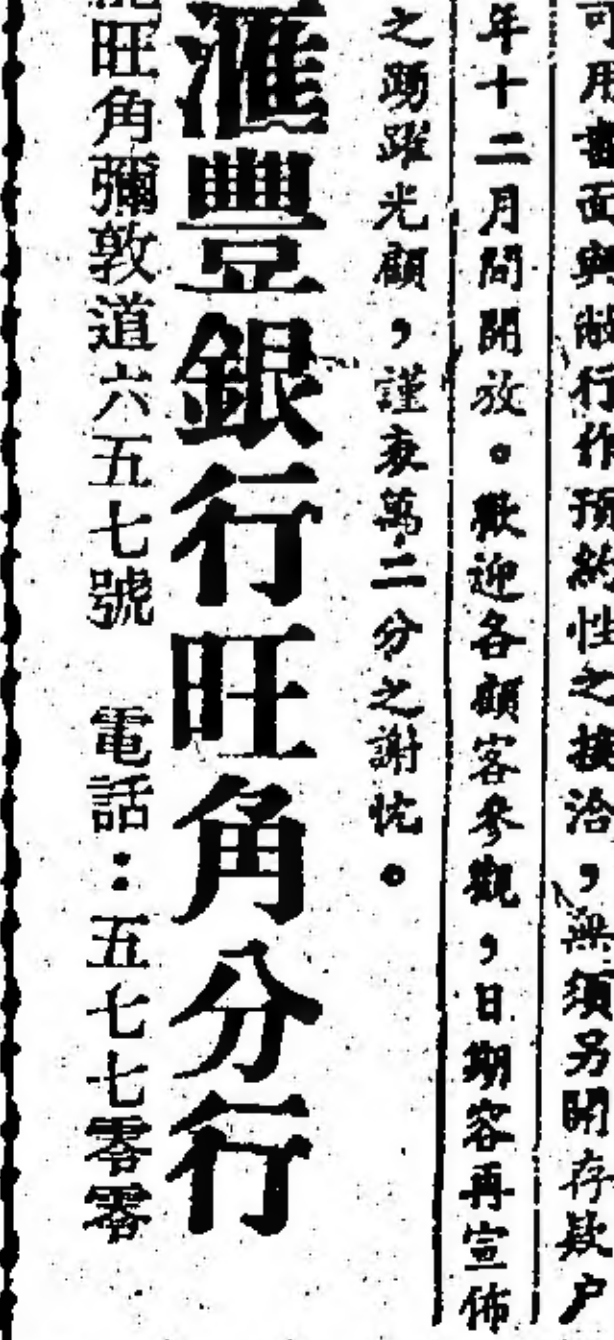 可用書面與敝行作預約性之接洽，無須另開存欵户
年十二月間開放。歡迎各顧客參觀，日期容再宣佈
之踴躍光顧，謹表萬二分之謝忱。
滙豐銀行旺角分行
旺角彌敦道六五七號　電話：五七七零零